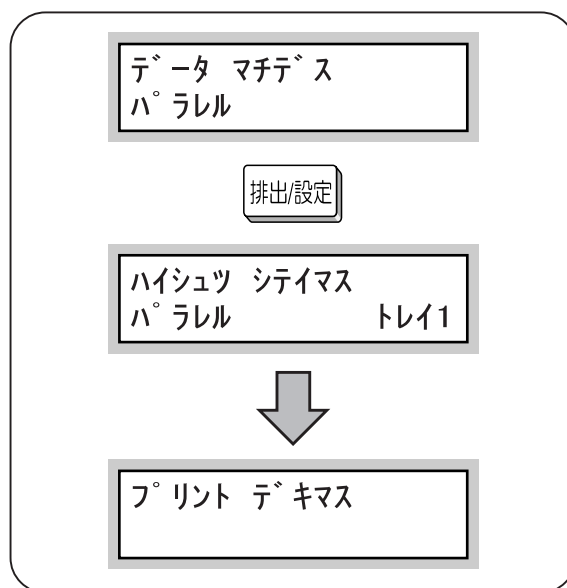 データ マチデス
パラレル
排出/設定
ハイシュツ シテイマス
パラレル トレイ1
プリント デキマス